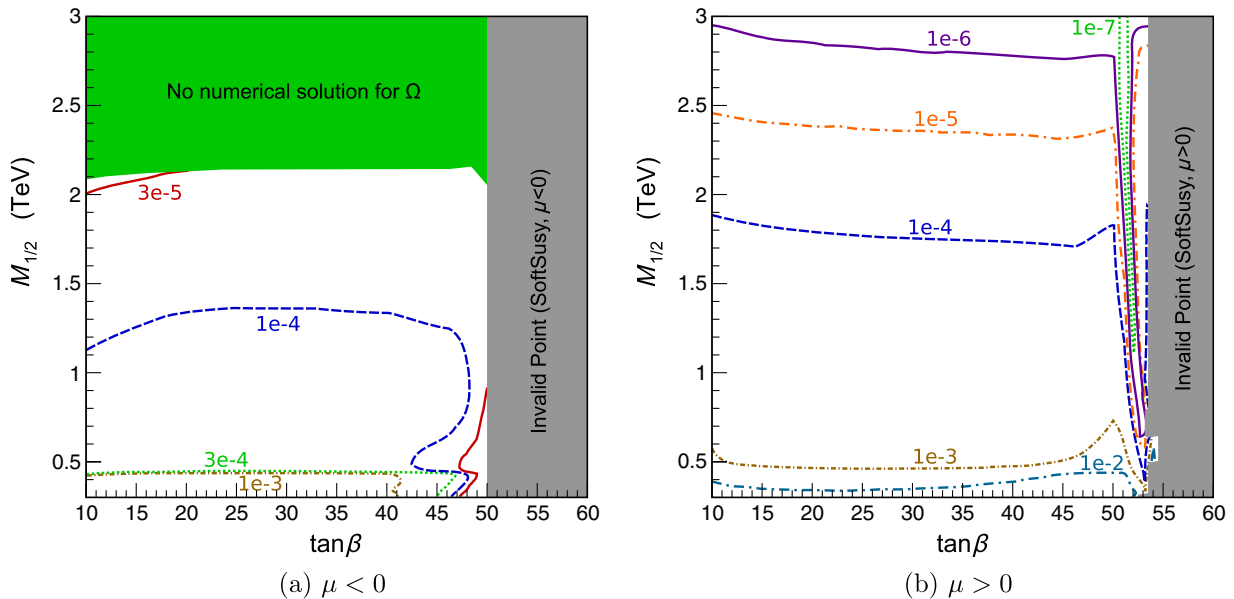 3
2.5
2
1.5
1
0.5
M1/2 (TeV)
No numerical solution for Ω
3e-5
1e-4
3e-4
1e-3
Invalid Point (SoftSusy, μ<0)
10 15 20 25 30 35 40 45 50 55 60
tanβ
(a) μ < 0
3
2.5
2
1.5
1
0.5
M1/2 (TeV)
1e-7
1e-6
1e-5
1e-4
1e-3
1e-2
Invalid Point (SoftSusy, μ>0)
10 15 20 25 30 35 40 45 50 55 60
tanβ
(b) μ > 0